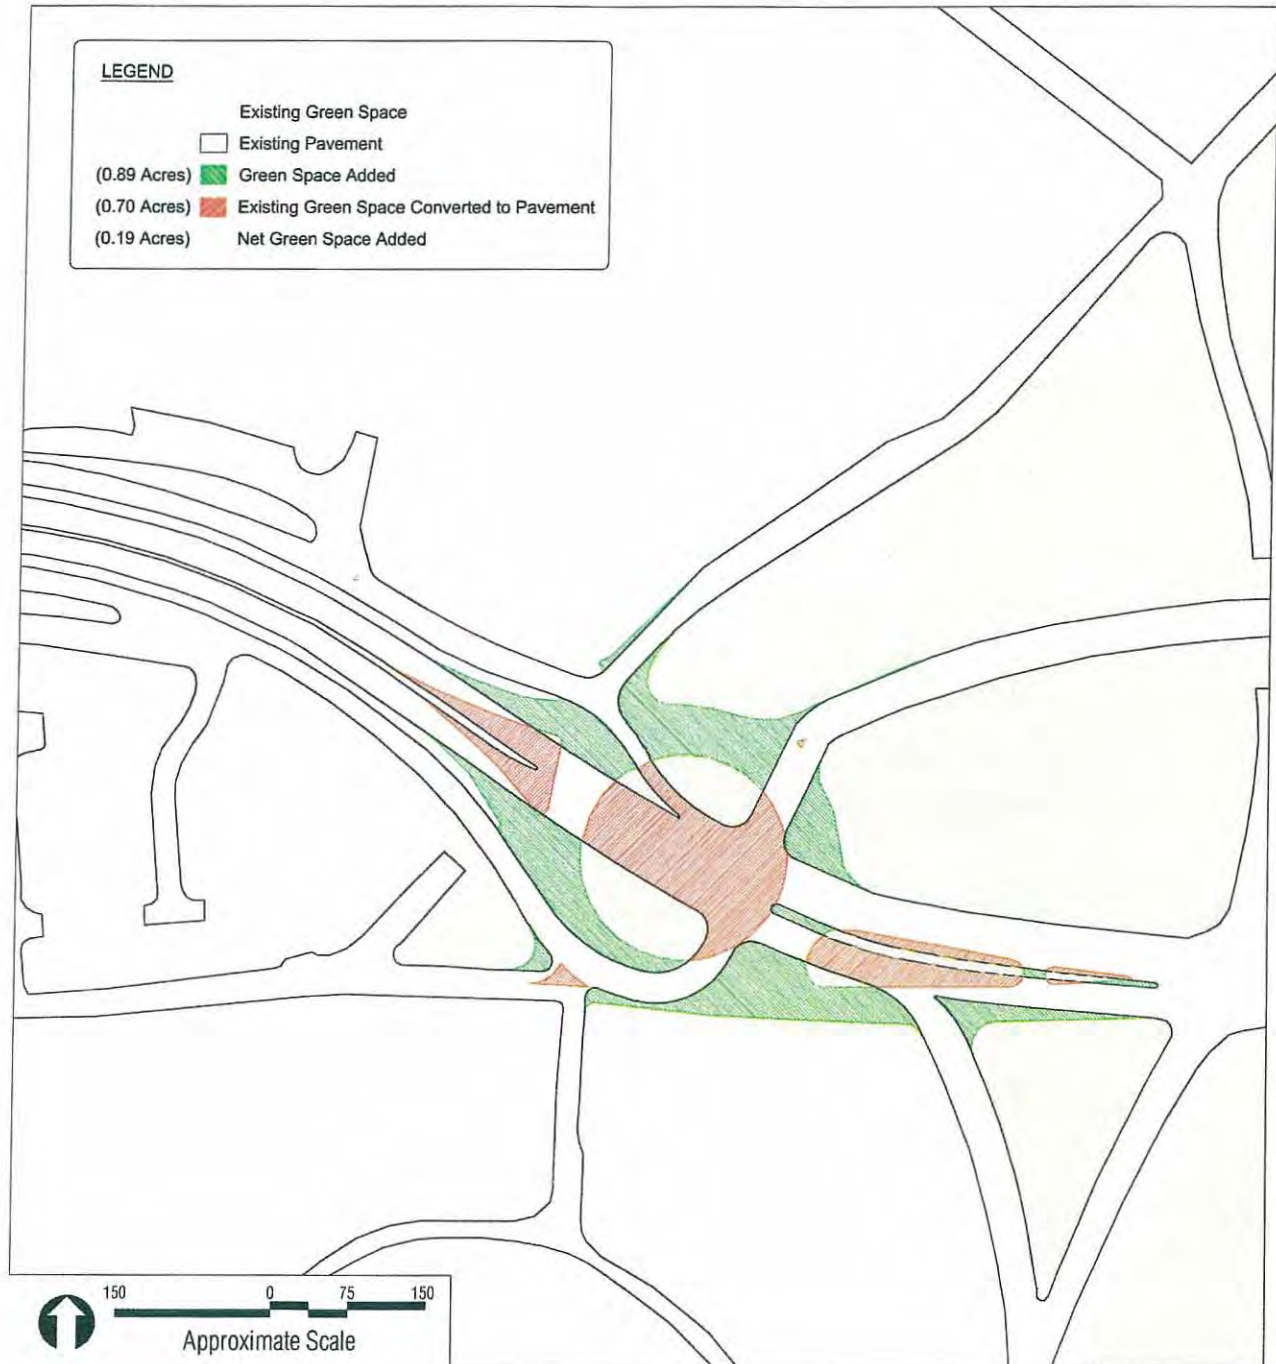 LEGEND
Existing Green Space
Existing Pavement
(0.89 Acres) Green Space Added
(0.70 Acres) Existing Green Space Converted to Pavement
(0.19 Acres) Net Green Space Added
150 0 75 150
Approximate Scale